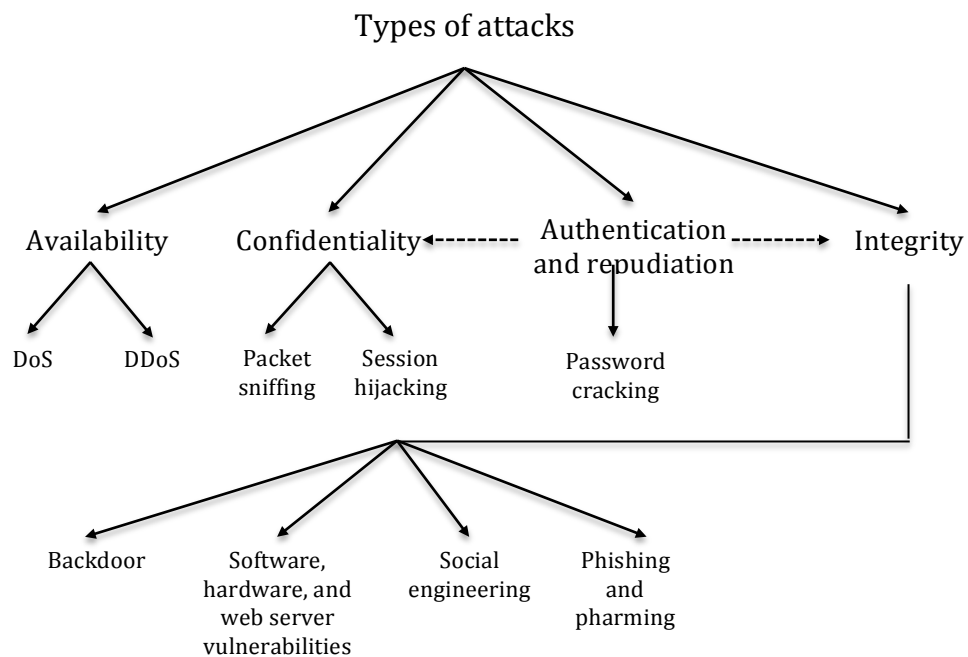 Types of attacks
Availability
Confidentiality
Authentication
and repudiation
Integrity
DoS
DDoS
Packet
sniffing
Session
hijacking
Password
cracking
Backdoor
Software,
hardware, and
web server
vulnerabilities
Social
engineering
Phishing
and
pharming